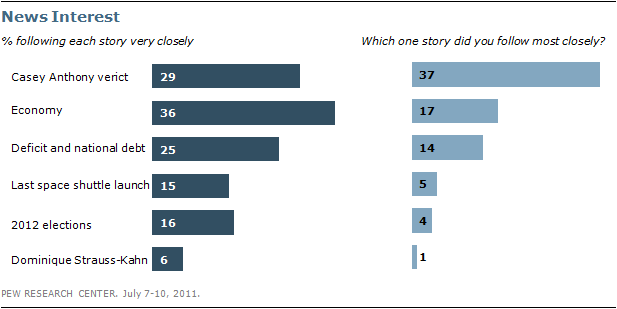 News Interest
% following each story very closely
Which one story did you follow most closely?
Casey Anthony verict 29 37
Economy 36 17
Deficit and national debt 25 14
Last space shuttle launch 15 5
2012 elections 16 4
Dominique Strauss-Kahn 6 1
PEW RESEARCH CENTER. July 7-10, 2011.